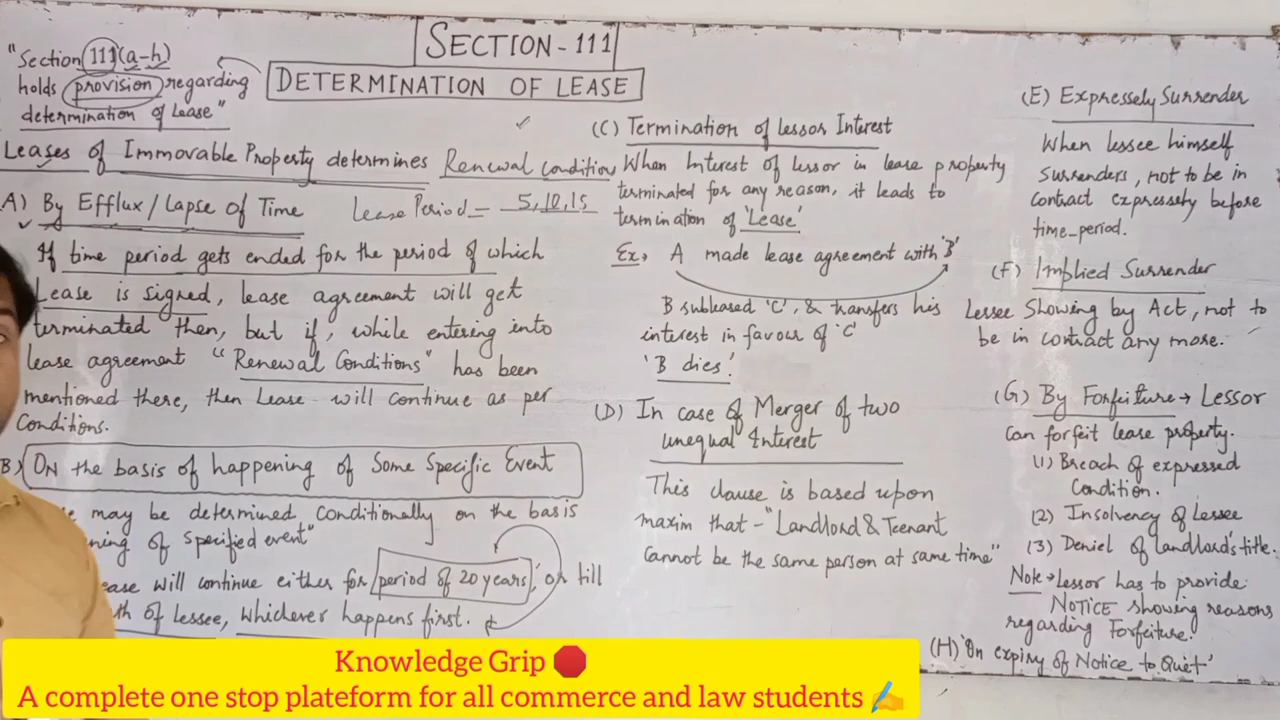 SECTION-111
DETERMINATION OF LEASE
"Section 111(a-h)
holds provision regarding
determination of Lease"
Leases of Immovable Property determines Renewal Condition
A) By Efflux/Lapse of Time Lease Period = 5,10,15
If time period gets ended for the period of which
Lease is signed, lease agreement will get
terminated then, but if, while entering into
lease agreement "Renewal Conditions" has been
mentioned there, then Lease will continue as per
Conditions.
B) ON the basis of happening of Some Specific Event
may be determined Conditionally on the basis
of specified event"
will continue either for period of 20 years, or till
of Lessee, whichever happens first.
(C) Termination of lessor Interest
When Interest of lessor in lease property
terminated for any reason, it leads to
termination of 'Lease'
Ex→ A made lease agreement with 'B'
B subleased 'C', & transfers his
interest in favour of 'C'
'B dies'.
(D) In case of Merger of two
unequal Interest
This clause is based upon
maxim that - "Landlord & Teenant
cannot be the same person at same time"
(E) Expressely Surrender
When lessee himself
surrenders, not to be in
contract expressely before
time-period.
(F) Implied Surrender
Lessee Showing by Act, not to
be in contract any more.
(G) By Forfeiture → Lessor
can forfeit lease property.
(1) Breach of expressed
Condition.
(2) Insolvency of Lessee
(3) Deniel of landlord's title.
Note → Lessor has to provide
NOTICE showing reasons
regarding Forfeiture.
(H) 'On expiry of Notice to Quiet'
Knowledge Grip 🛑
A complete one stop plateform for all commerce and law students ✍️